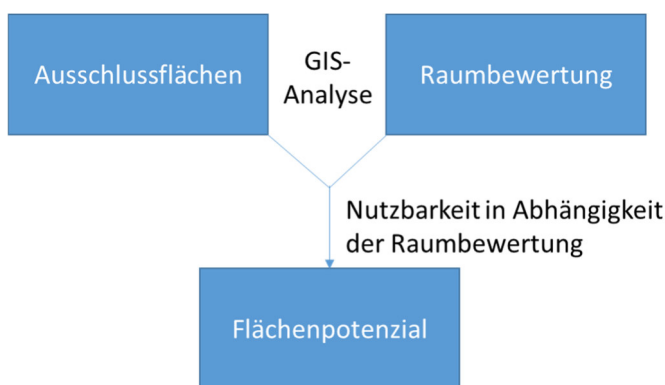 Ausschlussflächen
GIS-
Analyse
Raumbewertung
Nutzbarkeit in Abhängigkeit
der Raumbewertung
Flächenpotenzial